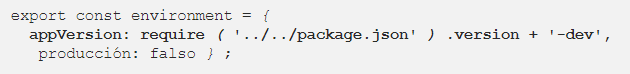 export const environment = {
appVersion: require ( '../../package.json' ) .version + '-dev',
producción: falso } ;